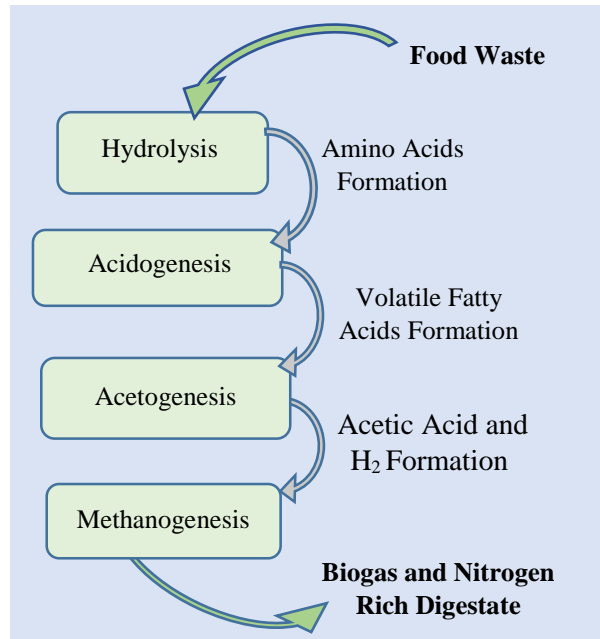 Food Waste
Hydrolysis
Amino Acids
Formation
Acidogenesis
Volatile Fatty
Acids Formation
Acetogenesis
Acetic Acid and
H₂ Formation
Methanogenesis
Biogas and Nitrogen
Rich Digestate